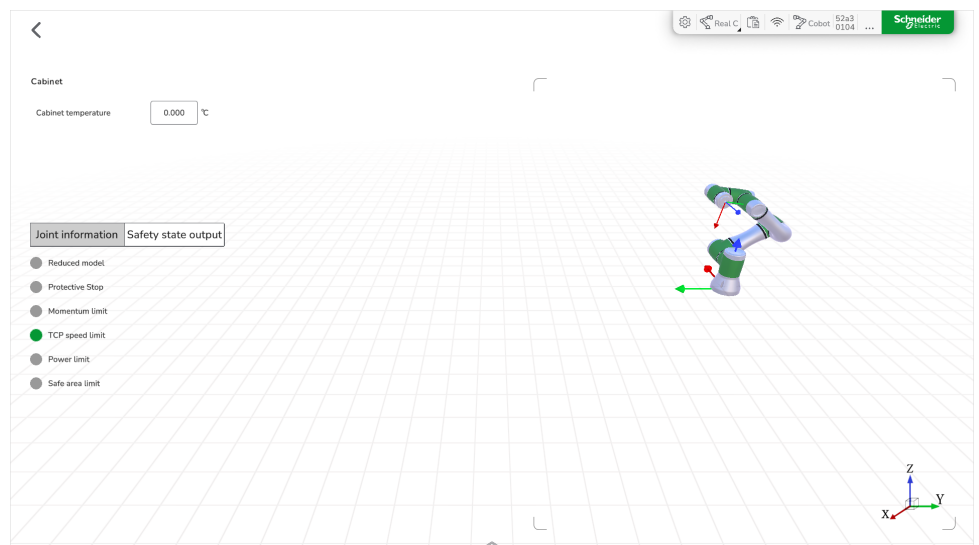 Real C
Cobot
52a3
0104
...
Schneider
Electric
Cabinet
Cabinet temperature
0.000
℃
Joint information
Safety state output
Reduced model
Protective Stop
Momentum limit
TCP speed limit
Power limit
Safe area limit
Z
Y
X